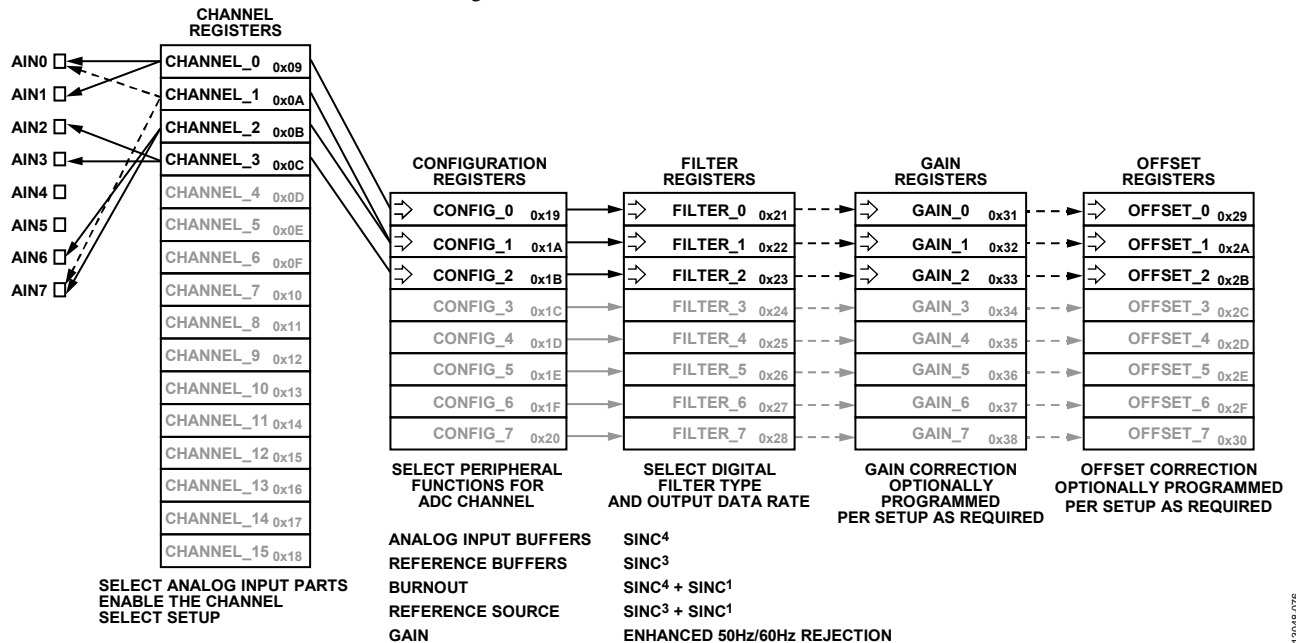 CHANNEL
REGISTERS
AIN0
AIN1
AIN2
AIN3
AIN4
AIN5
AIN6
AIN7
CHANNEL_0 0x09
CHANNEL_1 0x0A
CHANNEL_2 0x0B
CHANNEL_3 0x0C
CHANNEL_4 0x0D
CHANNEL_5 0x0E
CHANNEL_6 0x0F
CHANNEL_7 0x10
CHANNEL_8 0x11
CHANNEL_9 0x12
CHANNEL_10 0x13
CHANNEL_11 0x14
CHANNEL_12 0x15
CHANNEL_13 0x16
CHANNEL_14 0x17
CHANNEL_15 0x18
SELECT ANALOG INPUT PARTS
ENABLE THE CHANNEL
SELECT SETUP
CONFIGURATION
REGISTERS
CONFIG_0 0x19
CONFIG_1 0x1A
CONFIG_2 0x1B
CONFIG_3 0x1C
CONFIG_4 0x1D
CONFIG_5 0x1E
CONFIG_6 0x1F
CONFIG_7 0x20
SELECT PERIPHERAL
FUNCTIONS FOR
ADC CHANNEL
ANALOG INPUT BUFFERS
REFERENCE BUFFERS
BURNOUT
REFERENCE SOURCE
GAIN
FILTER
REGISTERS
FILTER_0 0x21
FILTER_1 0x22
FILTER_2 0x23
FILTER_3 0x24
FILTER_4 0x25
FILTER_5 0x26
FILTER_6 0x27
FILTER_7 0x28
SELECT DIGITAL
FILTER TYPE
AND OUTPUT DATA RATE
SINC4
SINC3
SINC4 + SINC1
SINC3 + SINC1
ENHANCED 50Hz/60Hz REJECTION
GAIN
REGISTERS
GAIN_0 0x31
GAIN_1 0x32
GAIN_2 0x33
GAIN_3 0x34
GAIN_4 0x35
GAIN_5 0x36
GAIN_6 0x37
GAIN_7 0x38
GAIN CORRECTION
OPTIONALLY
PROGRAMMED
PER SETUP AS REQUIRED
OFFSET
REGISTERS
OFFSET_0 0x29
OFFSET_1 0x2A
OFFSET_2 0x2B
OFFSET_3 0x2C
OFFSET_4 0x2D
OFFSET_5 0x2E
OFFSET_6 0x2F
OFFSET_7 0x30
OFFSET CORRECTION
OPTIONALLY PROGRAMMED
PER SETUP AS REQUIRED
13048-076